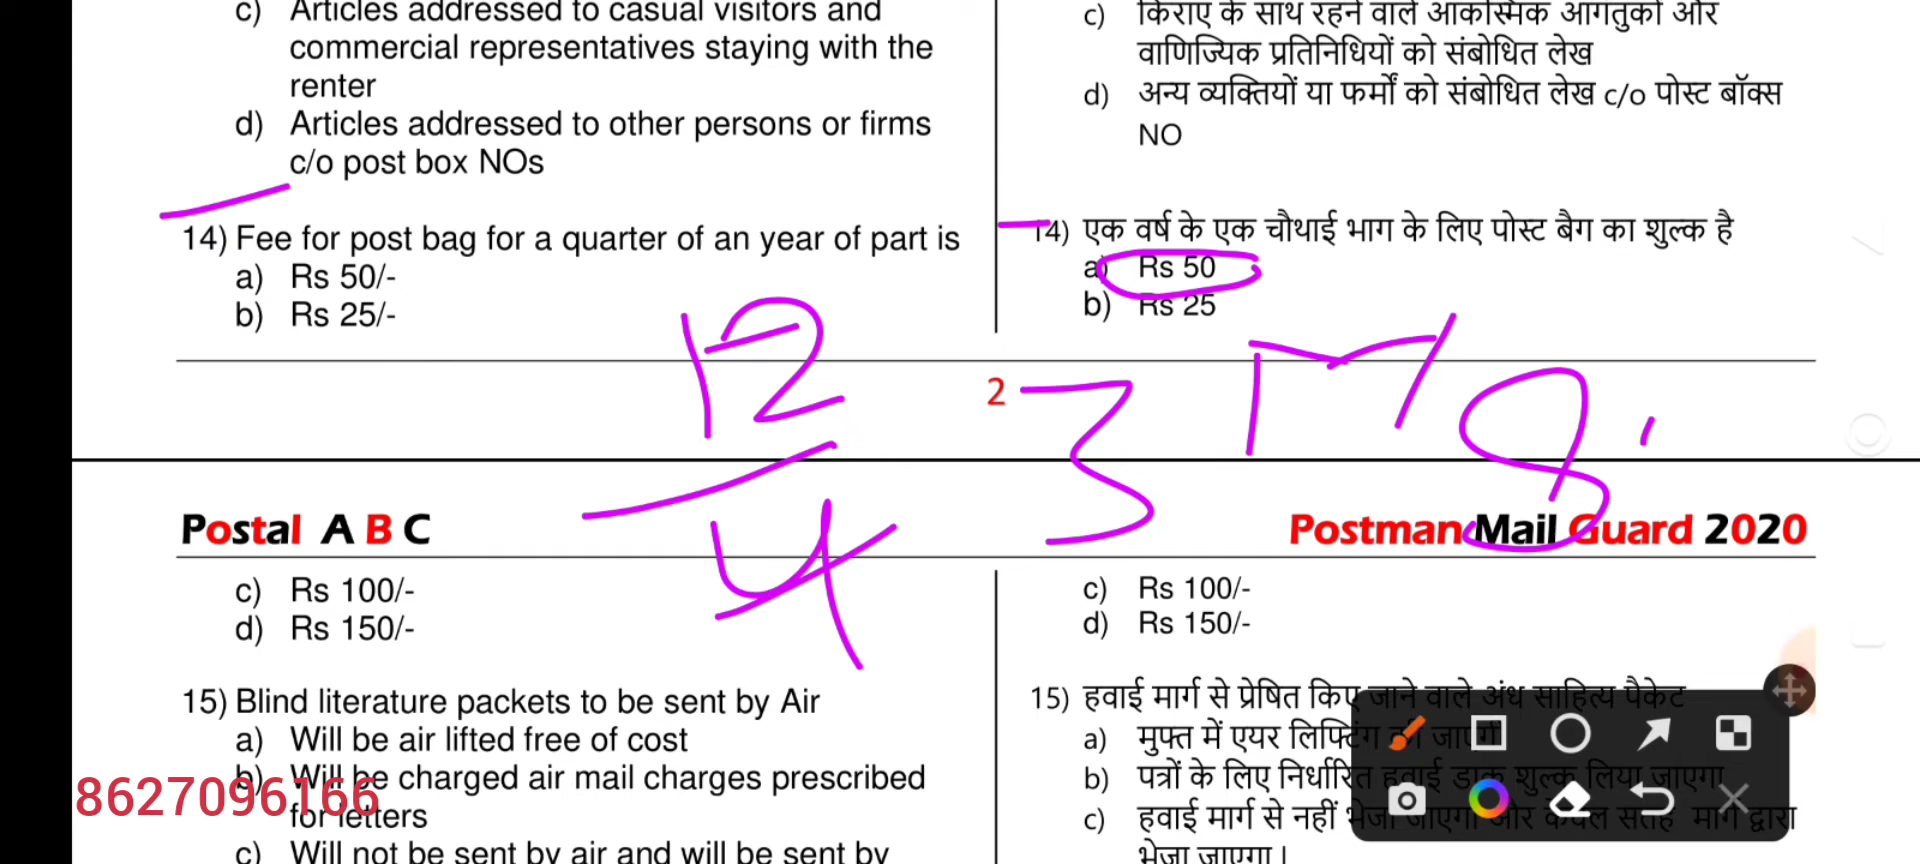 c) Articles addressed to casual visitors and
commercial representatives staying with the
renter
d) Articles addressed to other persons or firms
c/o post box NOs
14) Fee for post bag for a quarter of an year of part is
a) Rs 50/-
b) Rs 25/-
c) किराए के साथ रहने वाले आकस्मिक आगंतुकों और
वाणिज्यिक प्रतिनिधियों को संबोधित लेख
d) अन्य व्यक्तियों या फर्मों को संबोधित लेख c/o पोस्ट बॉक्स
NO
14) एक वर्ष के एक चौथाई भाग के लिए पोस्ट बैग का शुल्क है
a) Rs 50
b) Rs 25
12
4
3
2
Postal A B C
Postman Mail Guard 2020
c) Rs 100/-
d) Rs 150/-
15) Blind literature packets to be sent by Air
a) Will be air lifted free of cost
b) Will be charged air mail charges prescribed
for letters
c) Will not be sent by air and will be sent by
c) Rs 100/-
d) Rs 150/-
15) हवाई मार्ग से प्रेषित किए जाने वाले अंध साहित्य पैकेट
a) मुफ्त में एयर लिफ्टिंग की जाएगी
b) पत्रों के लिए निर्धारित हवाई डाक शुल्क लिया जाएगा
c) हवाई मार्ग से नहीं भेजा जाएगा और केवल सतह मार्ग द्वारा
भेजा जाएगा।
8627096166